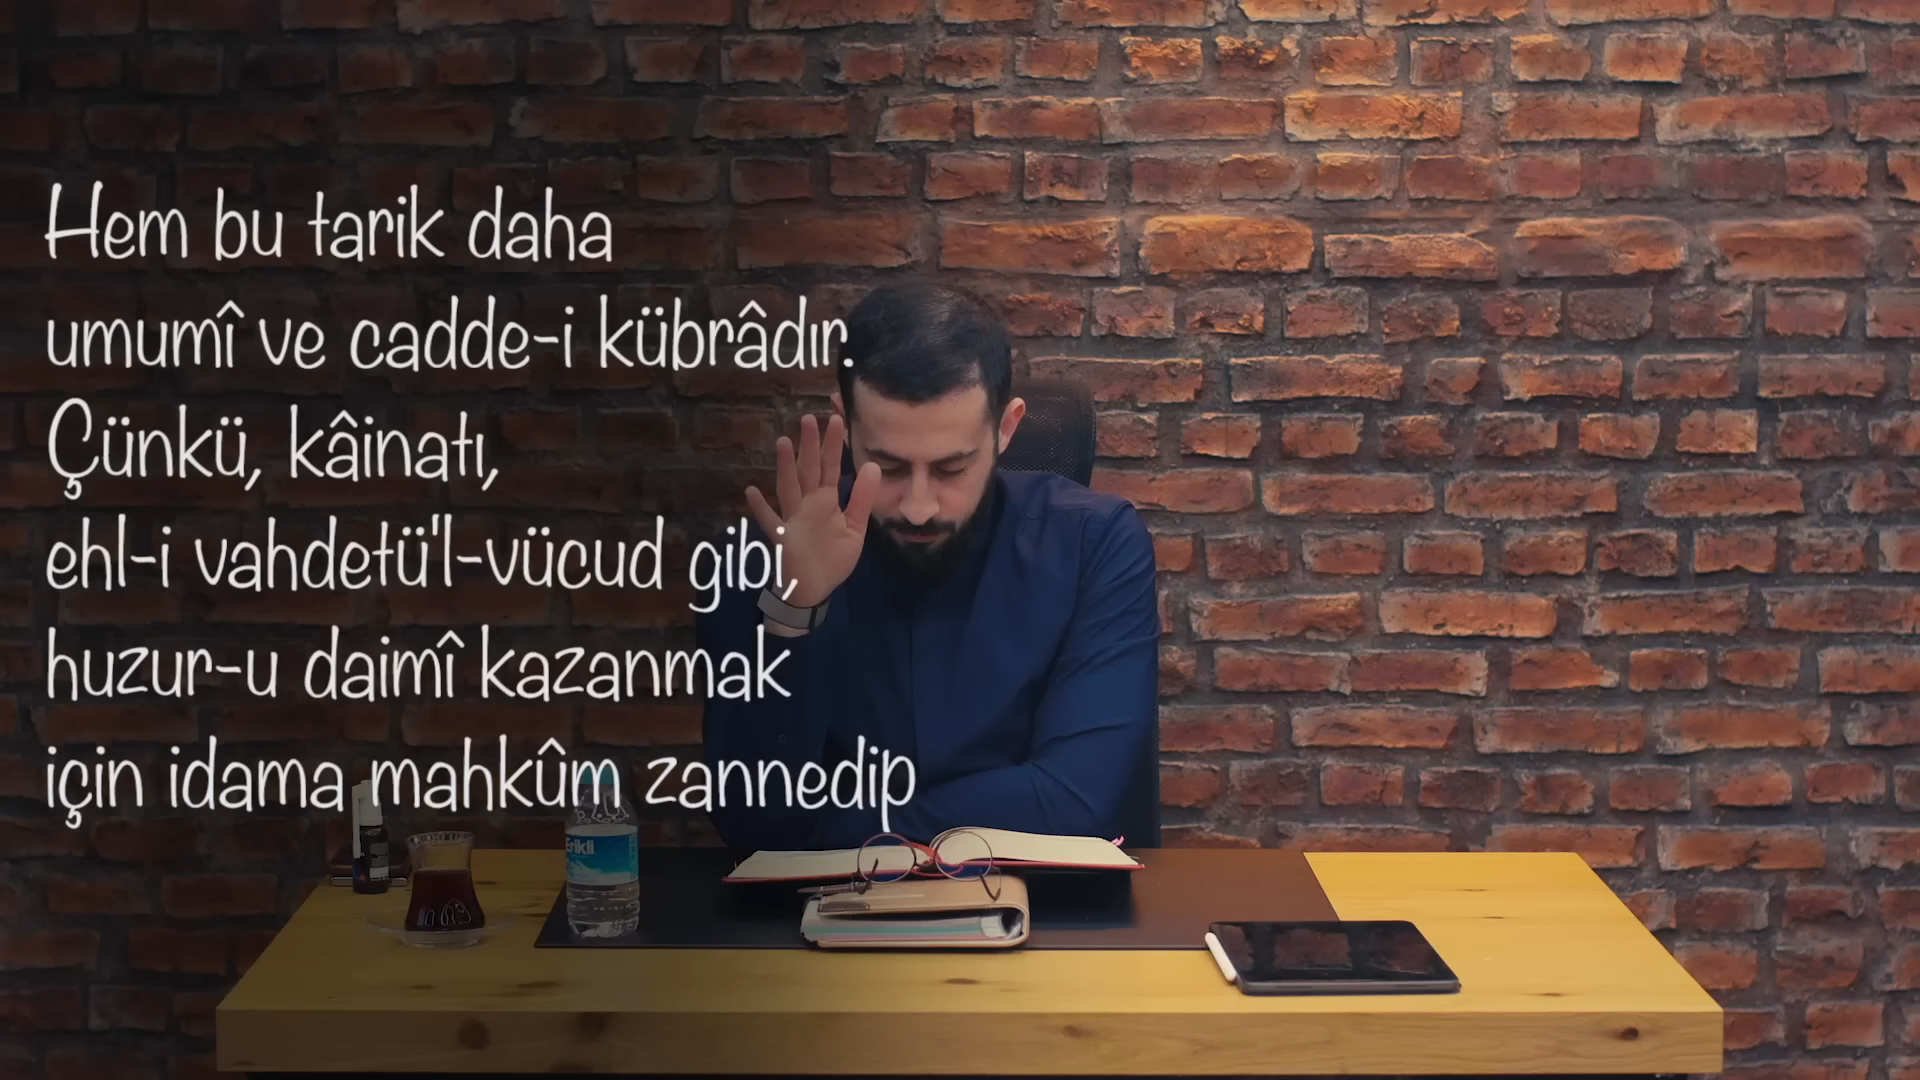 Hem bu tarik daha
umumî ve cadde-i kübrâdır.
Çünkü, kâinatı,
ehl-i vahdetü'l-vücud gibi,
huzur-u daimî kazanmak
için idama mahkûm zannedip
Erikli